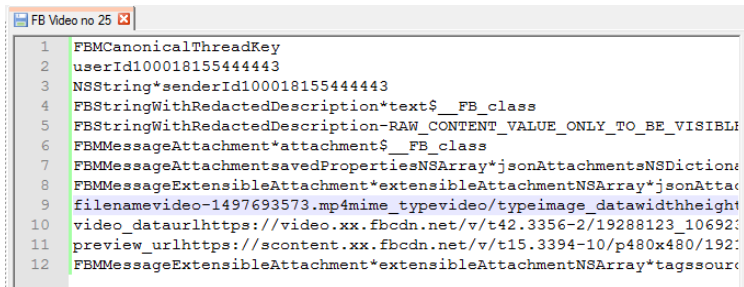 FB Video no 25
1 FBMCanonicalThreadKey
2 userId100018155444443
3 NSString*senderId100018155444443
4 FBStringWithRedactedDescription*text$__FB_class
5 FBStringWithRedactedDescription-RAW_CONTENT_VALUE_ONLY_TO_BE_VISIBLE
6 FBMMessageAttachment*attachment$__FB_class
7 FBMMessageAttachmentsavedPropertiesNSArray*jsonAttachmentsNSDictiona
8 FBMMessageExtensibleAttachment*extensibleAttachmentNSArray*jsonAttac
9 filenamevideo-1497693573.mp4mime_typevideo/typeimage_datawidthheight
10 video_dataurlhttps://video.xx.fbcdn.net/v/t42.3356-2/19288123_106923
11 preview_urlhttps://scontent.xx.fbcdn.net/v/t15.3394-10/p480x480/1921
12 FBMMessageExtensibleAttachment*extensibleAttachmentNSArray*tagssourc